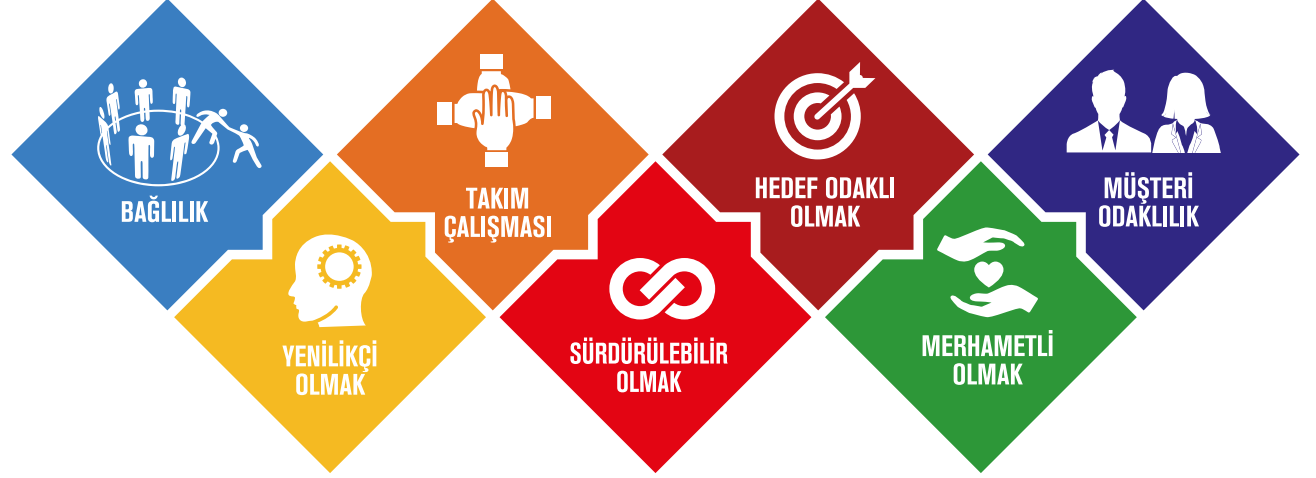 BAĞLILIK
YENİLİKÇİ
OLMAK
TAKIM
ÇALIŞMASI
SÜRDÜRÜLEBİLİR
OLMAK
HEDEF ODAKLI
OLMAK
MERHAMETLİ
OLMAK
MÜŞTERİ
ODAKLILIK